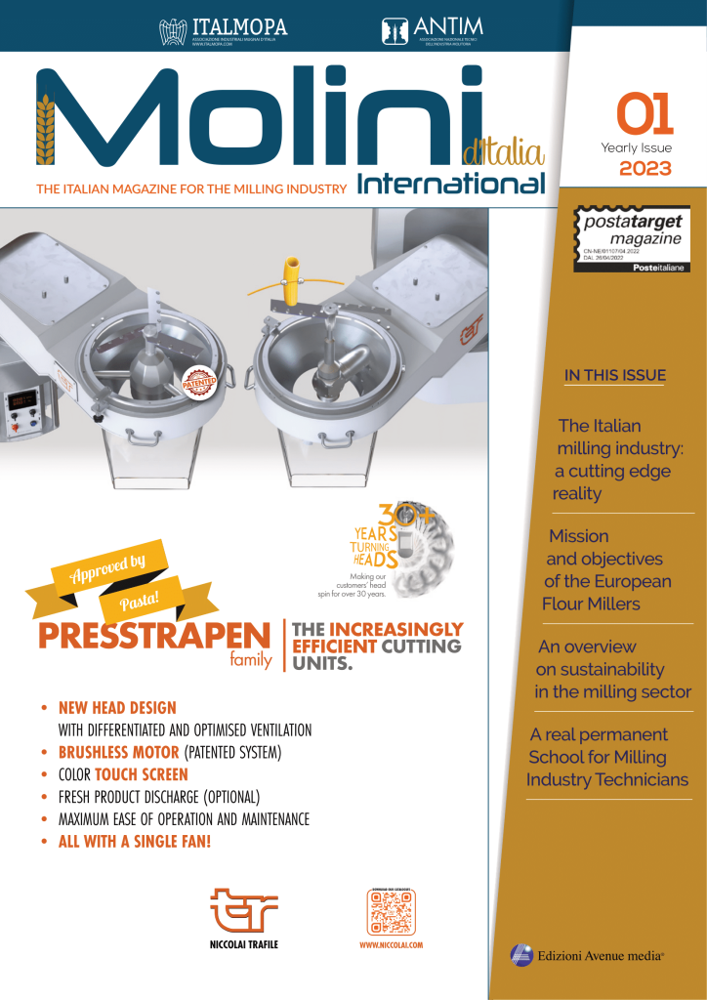 ITALMOPA
ASSOCIAZIONE INDUSTRIALI MUGNAI D'ITALIA
WWW.ITALMOPA.COM
ANTIM
ASSOCIAZIONE NAZIONALE TECNICI
DELL'INDUSTRIA MOLITORIA
Molini
d'Italia
International
THE ITALIAN MAGAZINE FOR THE MILLING INDUSTRY
01
Yearly Issue
2023
postatarget
magazine
CN-NE/01107/04.2022
DAL 26/04/2022
Posteitaliane
PATENTED
IN THIS ISSUE
The Italian
milling industry:
a cutting edge
reality
Mission
and objectives
of the European
Flour Millers
An overview
on sustainability
in the milling sector
A real permanent
School for Milling
Industry Technicians
30+
YEARS
TURNING
HEADS
Making our
customers' head
spin for over 30 years.
Approved by
Pasta!
PRESSTRAPEN
family
THE INCREASINGLY
EFFICIENT CUTTING
UNITS.
• NEW HEAD DESIGN
WITH DIFFERENTIATED AND OPTIMISED VENTILATION
• BRUSHLESS MOTOR (PATENTED SYSTEM)
• COLOR TOUCH SCREEN
• FRESH PRODUCT DISCHARGE (OPTIONAL)
• MAXIMUM EASE OF OPERATION AND MAINTENANCE
• ALL WITH A SINGLE FAN!
NICCOLAI TRAFILE
DOWNLOAD OUR CATALOGUES
WWW.NICCOLAI.COM
Edizioni Avenue media®